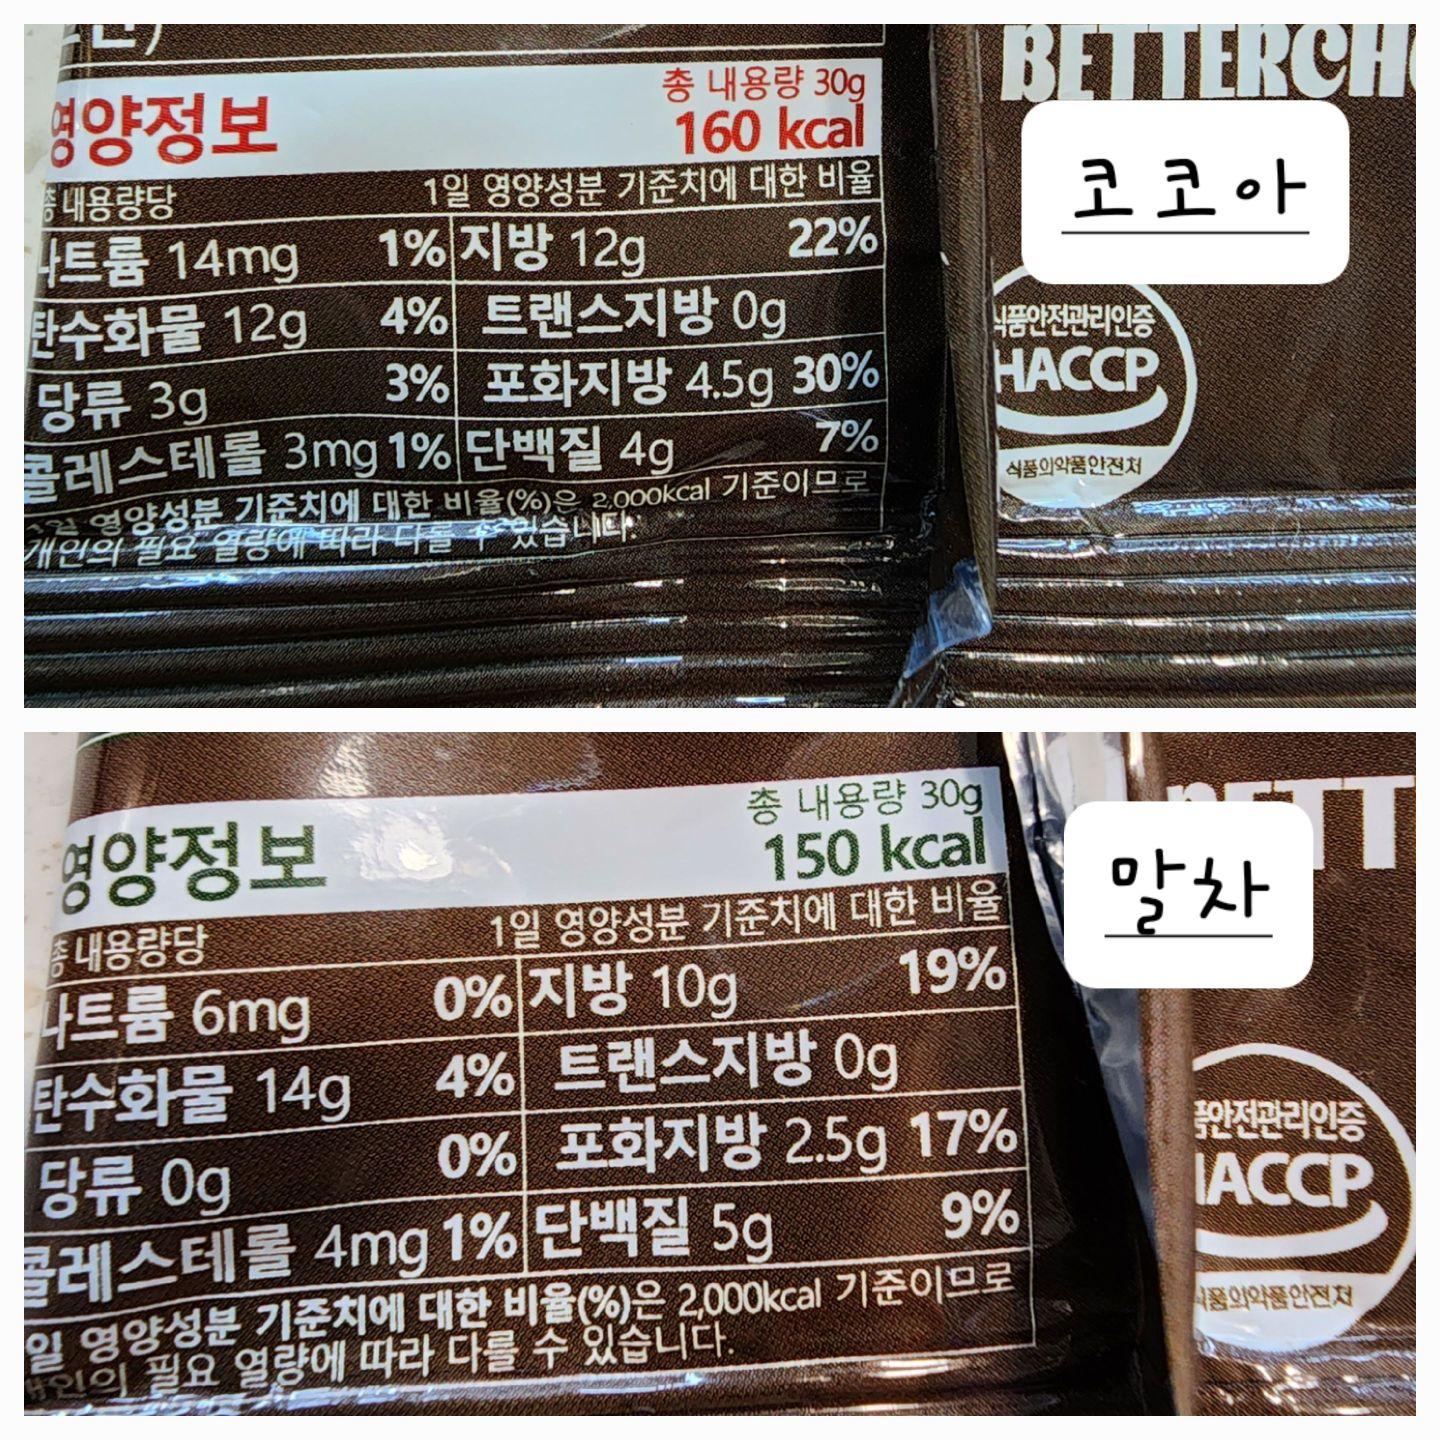 영양정보
총 내용량 30g
160 kcal
총 내용량당 1일 영양성분 기준치에 대한 비율
나트륨 14mg 1% 지방 12g 22%
탄수화물 12g 4% 트랜스지방 0g
당류 3g 3% 포화지방 4.5g 30%
콜레스테롤 3mg 1% 단백질 4g 7%
1일 영양성분 기준치에 대한 비율(%)은 2,000kcal 기준이므로
개인의 필요 열량에 따라 다를 수 있습니다.
BETTERCH
코코아
식품안전관리인증
HACCP
식품의약품안전처
영양정보
총 내용량 30g
150 kcal
총 내용량당 1일 영양성분 기준치에 대한 비율
나트륨 6mg 0% 지방 10g 19%
탄수화물 14g 4% 트랜스지방 0g
당류 0g 0% 포화지방 2.5g 17%
콜레스테롤 4mg 1% 단백질 5g 9%
1일 영양성분 기준치에 대한 비율(%)은 2,000kcal 기준이므로
개인의 필요 열량에 따라 다를 수 있습니다.
BETT
말차
품안전관리인증
HACCP
식품의약품안전처